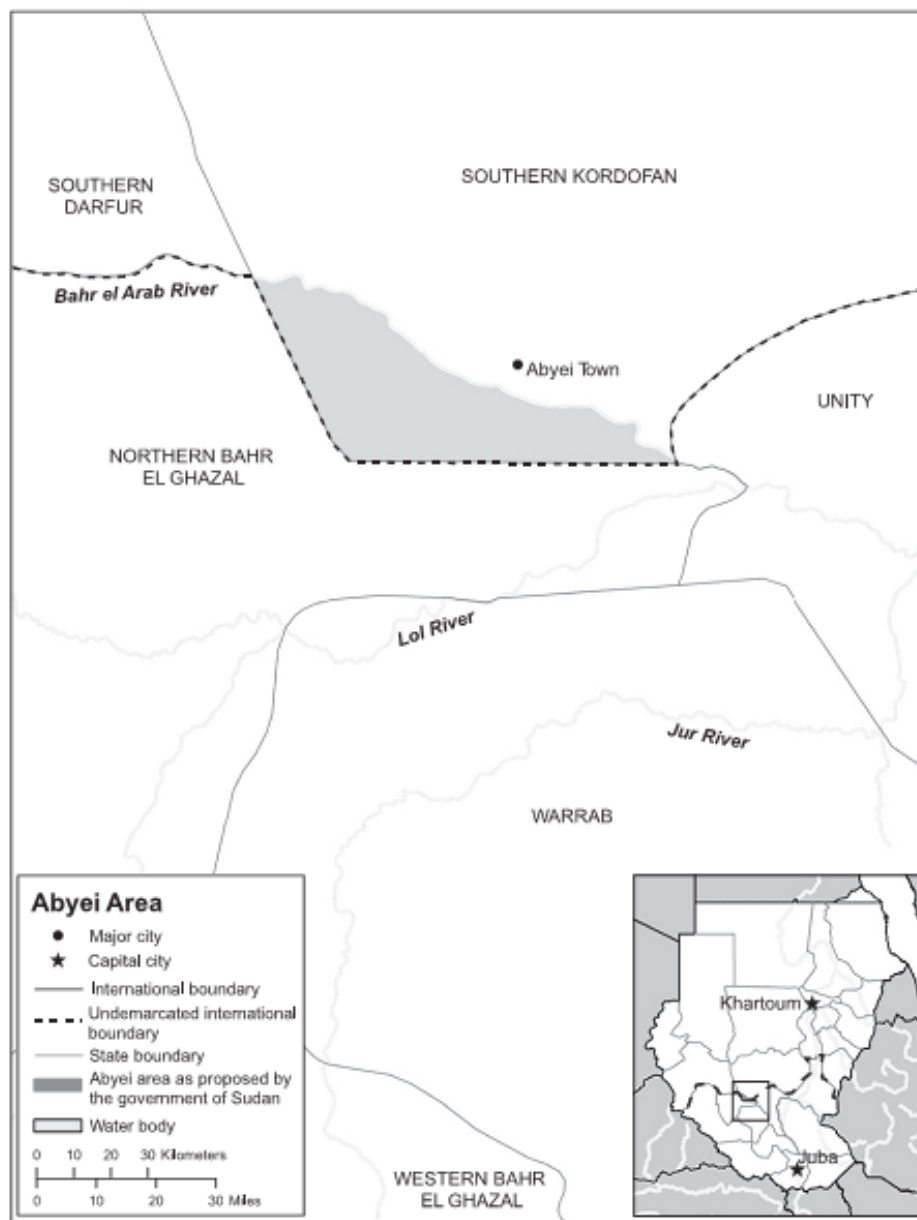 SOUTHERN
DARFUR
SOUTHERN KORDOFAN
Bahr el Arab River
Abyei Town
UNITY
NORTHERN BAHR
EL GHAZAL
Lol River
Jur River
WARRAB
Abyei Area
Major city
Capital city
International boundary
Undemarcated international
boundary
State boundary
Abyei area as proposed by
the government of Sudan
Water body
0 10 20 30 Kilometers
0 10 20 30 Miles
WESTERN BAHR
EL GHAZAL
Khartoum
Juba